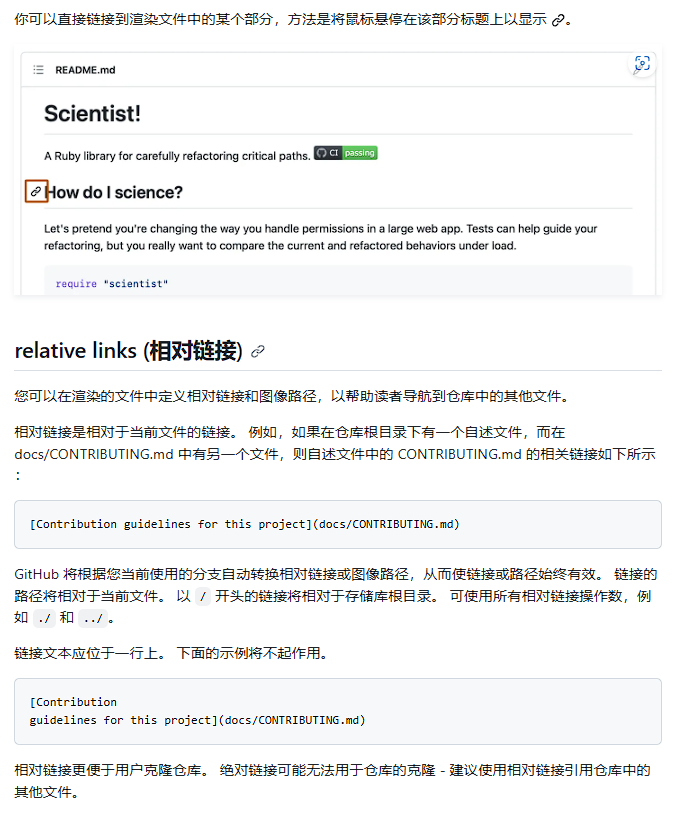 你可以直接链接到渲染文件中的某个部分，方法是将鼠标悬停在该部分标题上以显示 。
README.md
Scientist!
A Ruby library for carefully refactoring critical paths. CI passing
How do I science?
Let's pretend you're changing the way you handle permissions in a large web app. Tests can help guide your
refactoring, but you really want to compare the current and refactored behaviors under load.
require "scientist"
relative links (相对链接)
您可以在渲染的文件中定义相对链接和图像路径，以帮助读者导航到仓库中的其他文件。
相对链接是相对于当前文件的链接。 例如，如果在仓库根目录下有一个自述文件，而在
docs/CONTRIBUTING.md 中有另一个文件，则自述文件中的 CONTRIBUTING.md 的相关链接如下所示
：
[Contribution guidelines for this project](docs/CONTRIBUTING.md)
GitHub 将根据您当前使用的分支自动转换相对链接或图像路径，从而使链接或路径始终有效。 链接的
路径将相对于当前文件。 以 / 开头的链接将相对于存储库根目录。 可使用所有相对链接操作数，例
如 ./ 和 ../。
链接文本应位于一行上。 下面的示例将不起作用。
[Contribution
guidelines for this project](docs/CONTRIBUTING.md)
相对链接更便于用户克隆仓库。 绝对链接可能无法用于仓库的克隆 - 建议使用相对链接引用仓库中的
其他文件。